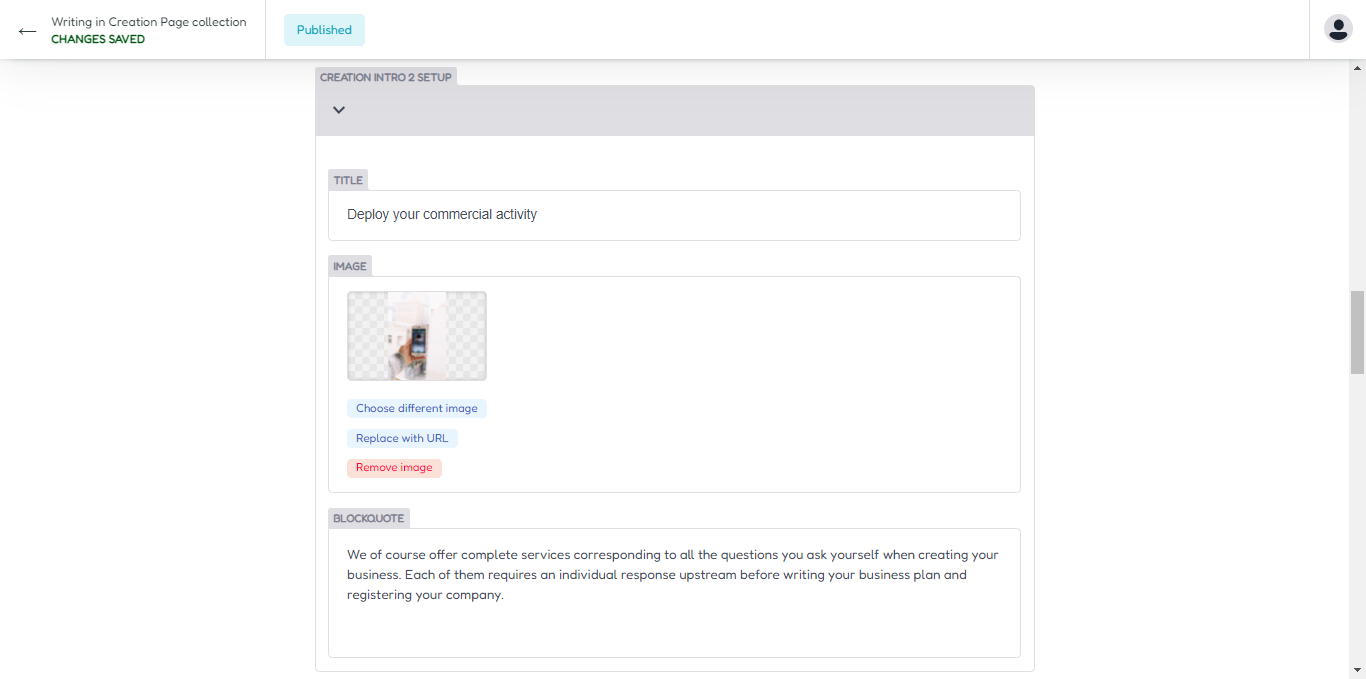 Writing in Creation Page collection
CHANGES SAVED
Published
CREATION INTRO 2 SETUP
TITLE
Deploy your commercial activity
IMAGE
Choose different image
Replace with URL
Remove image
BLOCKQUOTE
We of course offer complete services corresponding to all the questions you ask yourself when creating your
business. Each of them requires an individual response upstream before writing your business plan and
registering your company.